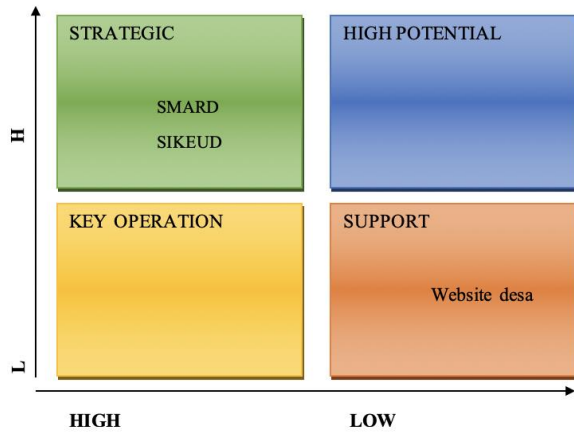 STRATEGIC
HIGH POTENTIAL
SMARD
SIKEUD
H
KEY OPERATION
SUPPORT
Website desa
L
HIGH
LOW